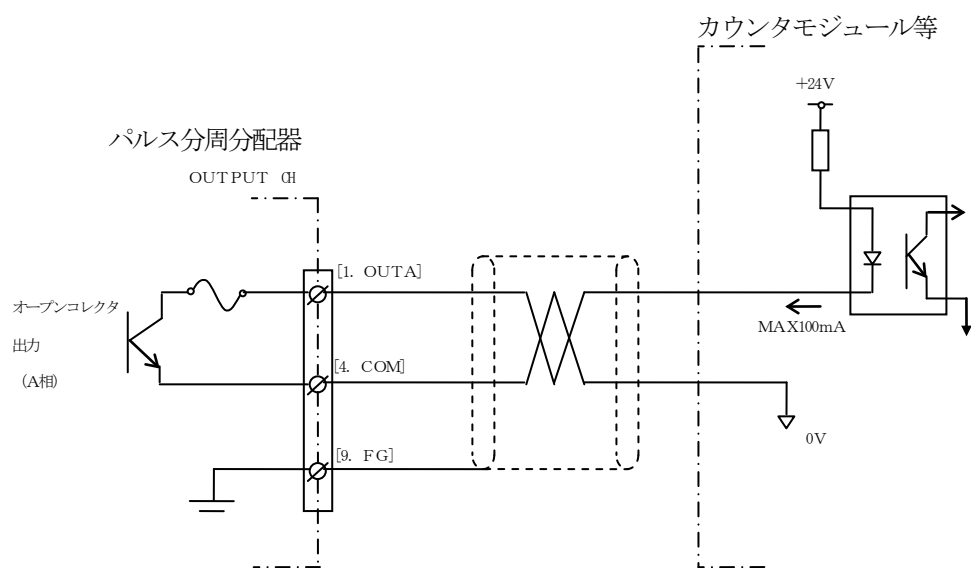 カウンタモジュール等
+24V
パルス分周分配器
OUTPUT CH
[1. OUTA]
オープンコレクタ
出力
(A相)
MAX100mA
[4. COM]
0V
[9. FG]